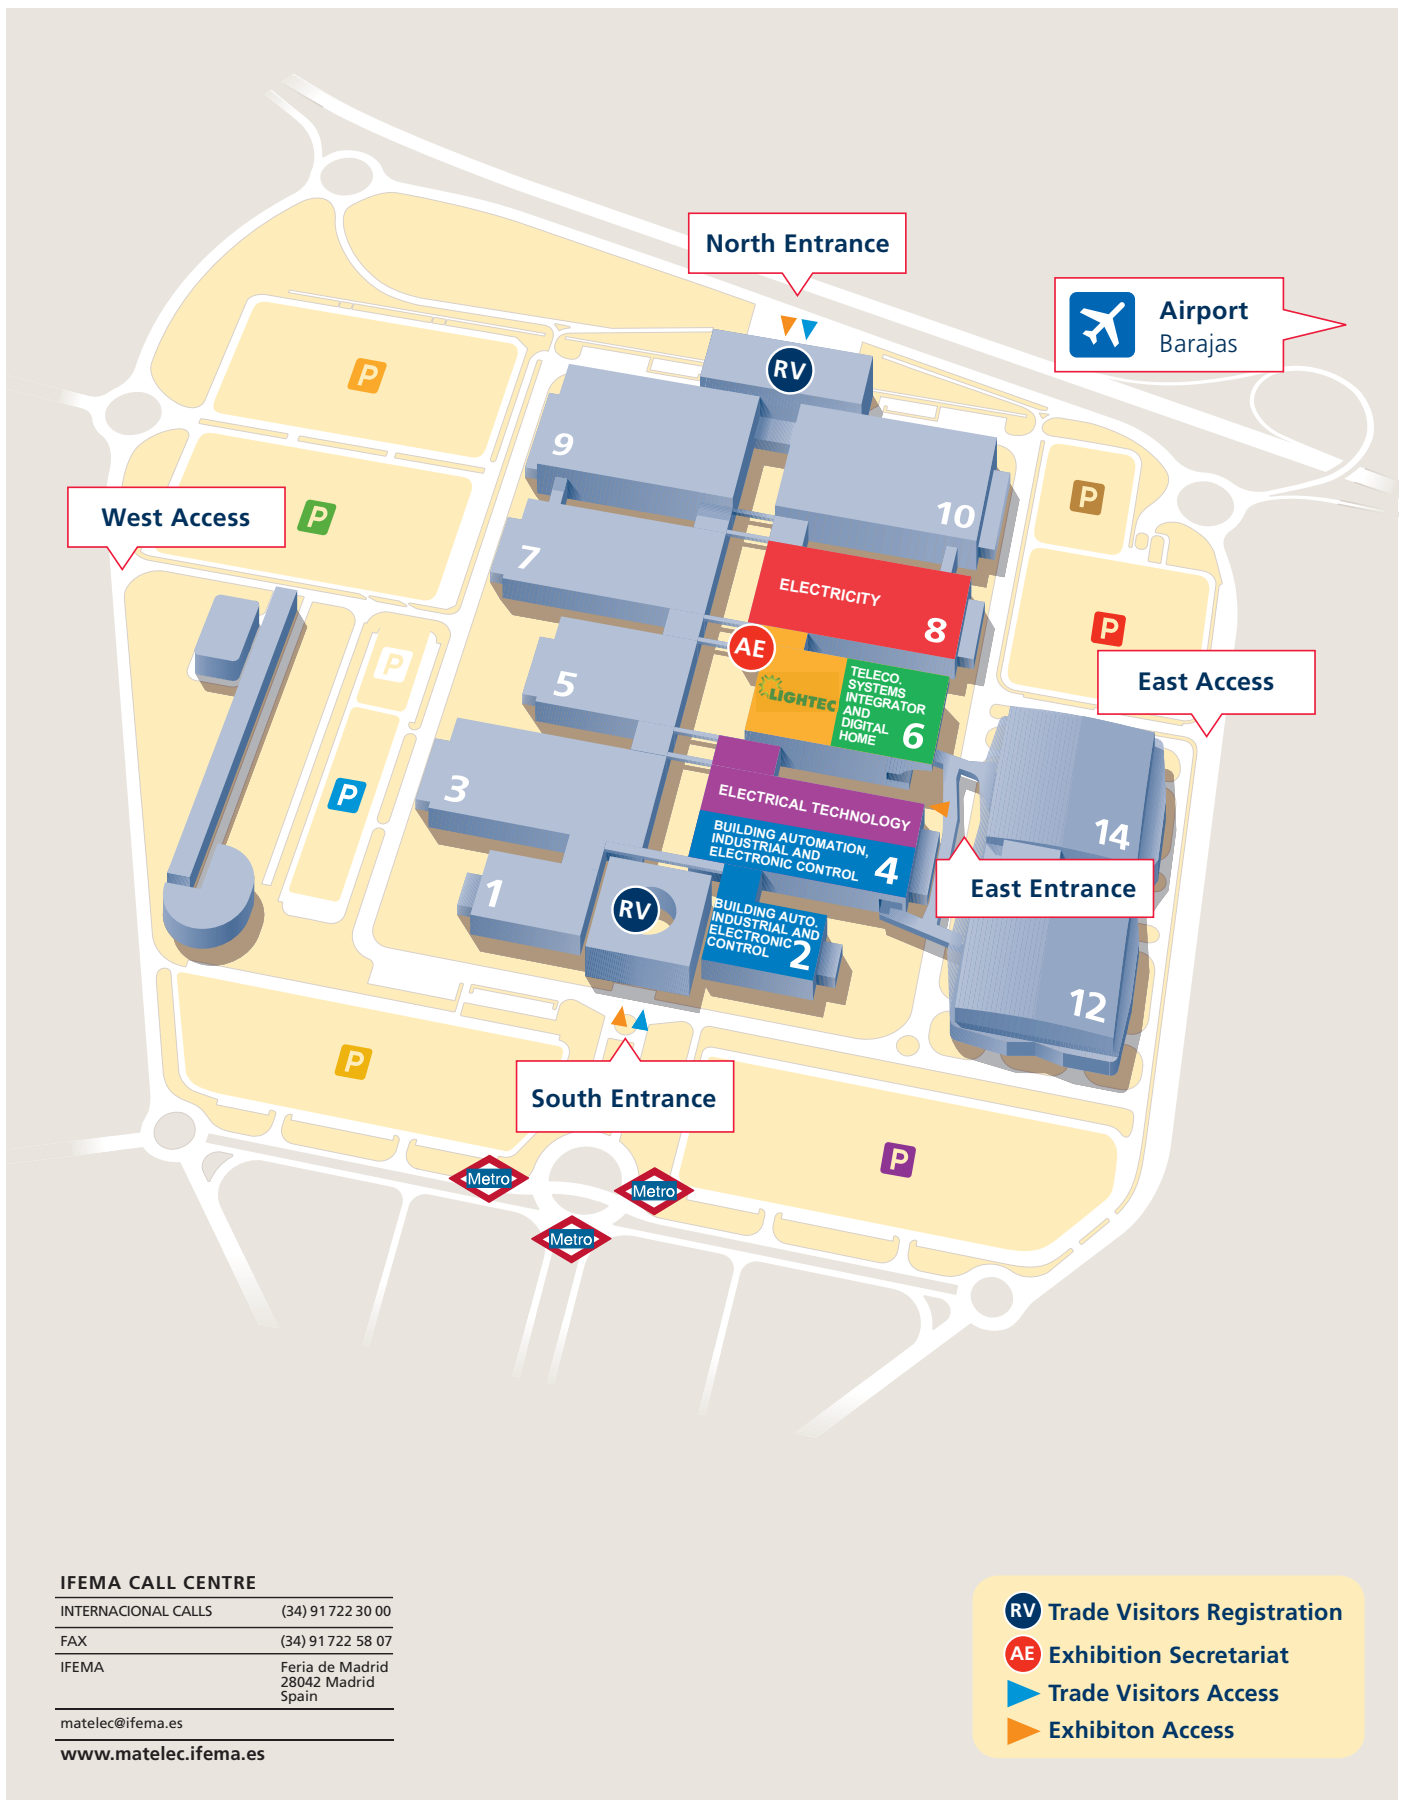 North Entrance
Airport
Barajas
RV
P
9
West Access
P
10
P
7
ELECTRICITY
8
P
AE
P
5
LIGHTEC
TELECO.
SYSTEMS
INTEGRATOR
AND
DIGITAL
HOME
6
East Access
P
3
ELECTRICAL TECHNOLOGY
BUILDING AUTOMATION,
INDUSTRIAL AND
ELECTRONIC CONTROL
4
14
East Entrance
1
RV
BUILDING AUTO.
INDUSTRIAL AND
ELECTRONIC
CONTROL
2
12
P
South Entrance
P
Metro
Metro
Metro
IFEMA CALL CENTRE
INTERNACIONAL CALLS (34) 91 722 30 00
FAX (34) 91 722 58 07
IFEMA Feria de Madrid
28042 Madrid
Spain
matelec@ifema.es
www.matelec.ifema.es
RV Trade Visitors Registration
AE Exhibition Secretariat
Trade Visitors Access
Exhibiton Access